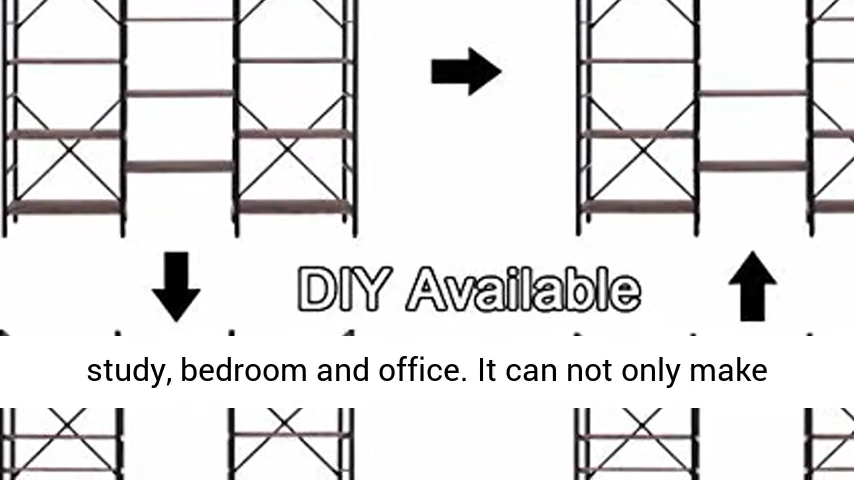 DIY Available
study, bedroom and office. It can not only make